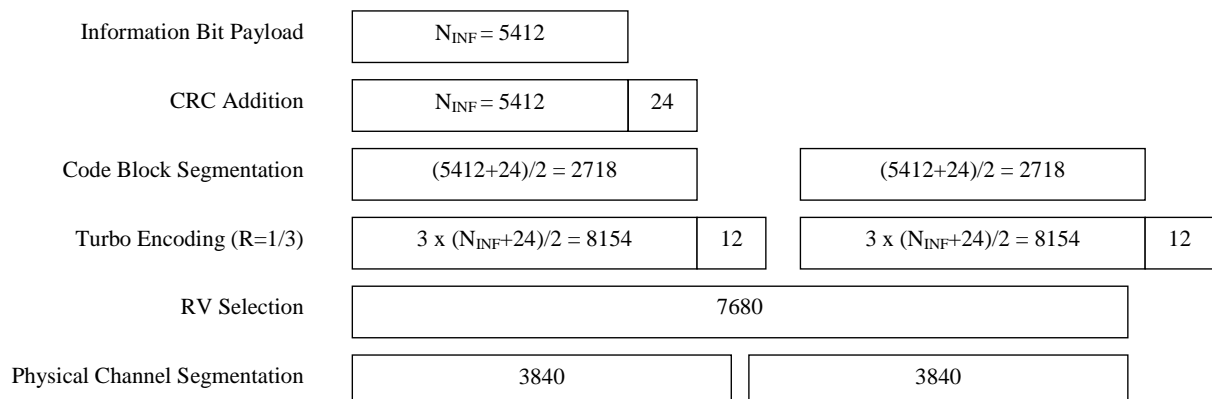 Information Bit Payload N_INF = 5412
CRC Addition N_INF = 5412 24
Code Block Segmentation (5412+24)/2 = 2718 (5412+24)/2 = 2718
Turbo Encoding (R=1/3) 3 x (N_INF+24)/2 = 8154 12 3 x (N_INF+24)/2 = 8154 12
RV Selection 7680
Physical Channel Segmentation 3840 3840